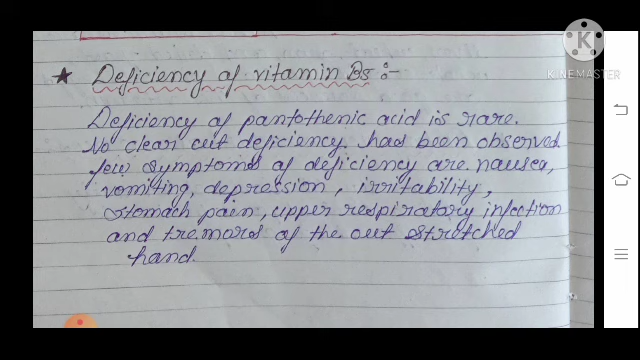 KINEMASTER
★ Deficiency of vitamin B5 :-
Deficiency of pantothenic acid is rare.
No clear cut deficiency had been observed.
few symptoms of deficiency are nausea,
vomiting, depression, irritability,
stomach pain, upper respiratory infection
and tremors of the out stretched
hand.